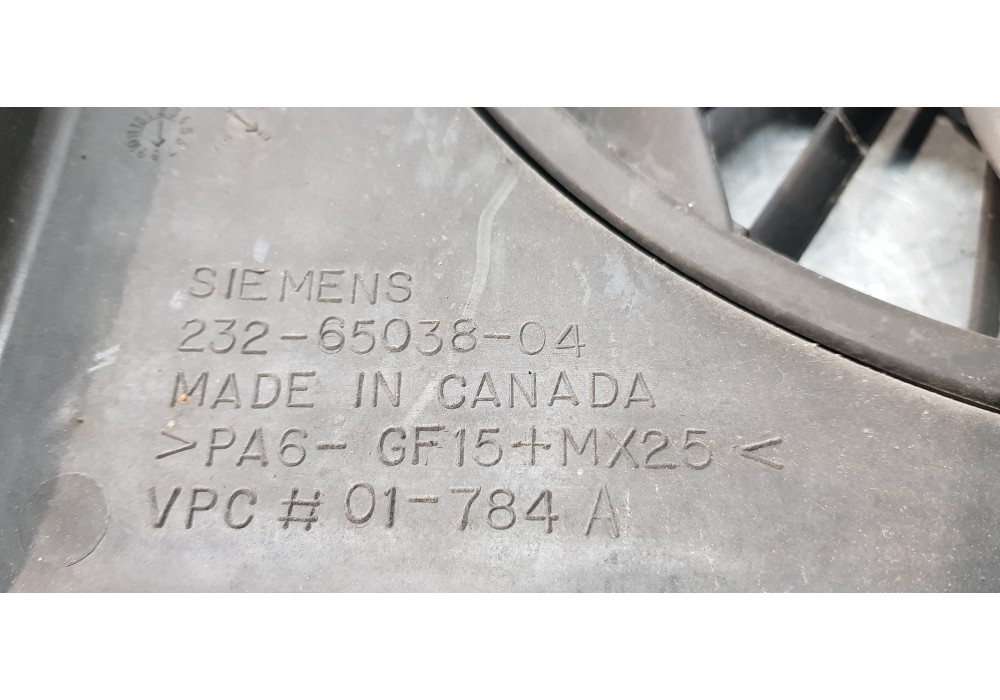 SIEMENS
232-65038-04
MADE IN CANADA
>PA6- GF15+MX25<
VPC # 01-784 A